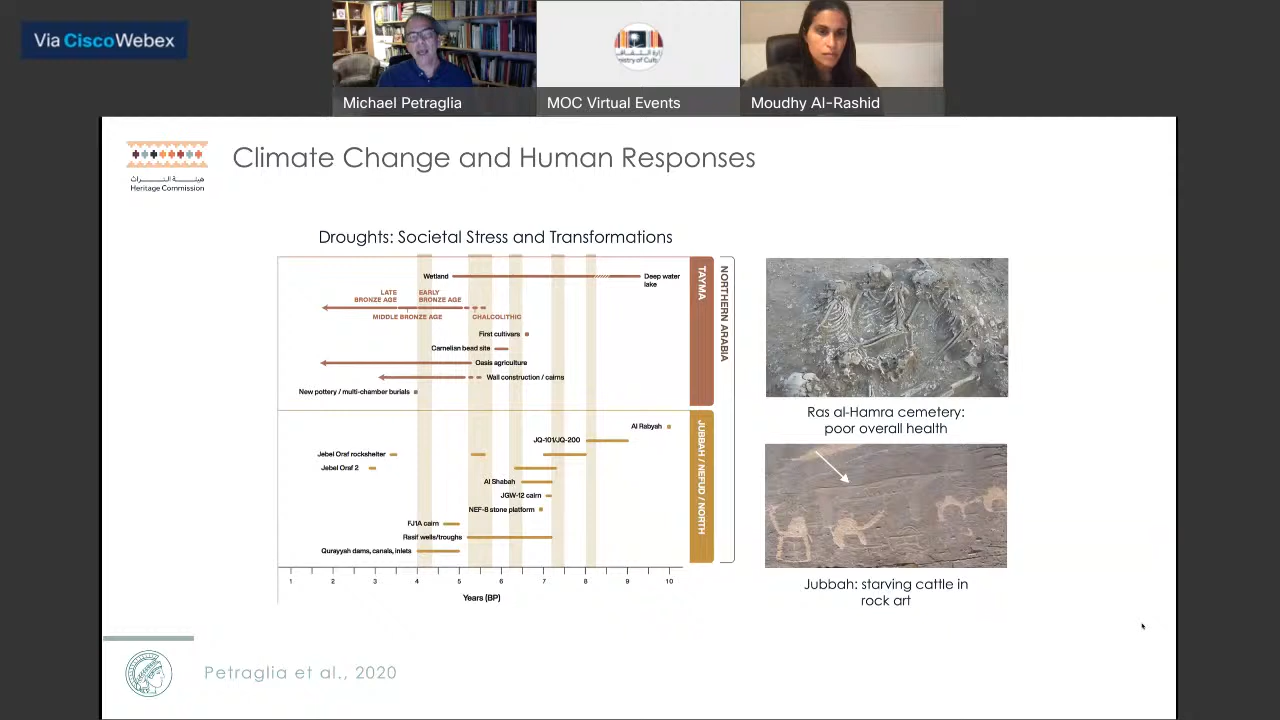 Via Cisco Webex
Michael Petraglia
MOC Virtual Events
Moudhy Al-Rashid
Heritage Commission
Climate Change and Human Responses
Droughts: Societal Stress and Transformations
Wetland
Deep water
lake
LATE
BRONZE AGE
EARLY
BRONZE AGE
MIDDLE BRONZE AGE
CHALCOLITHIC
First cultivars
Carnelian bead site
Oasis agriculture
Wall construction / cairns
New pottery / multi-chamber burials
TAYMA
NORTHERN ARABIA
Al Rabyah
JQ-101/JQ-200
Jebel Oraf rockshelter
Jebel Oraf 2
Al Shabah
JGW-12 cairn
NEF-8 stone platform
FJ1A cairn
Rasif wells/troughs
Qurayyah dams, canals, inlets
JUBBAH / NEFUD / NORTH
1 2 3 4 5 6 7 8 9 10
Years (BP)
Ras al-Hamra cemetery:
poor overall health
Jubbah: starving cattle in
rock art
Petraglia et al., 2020